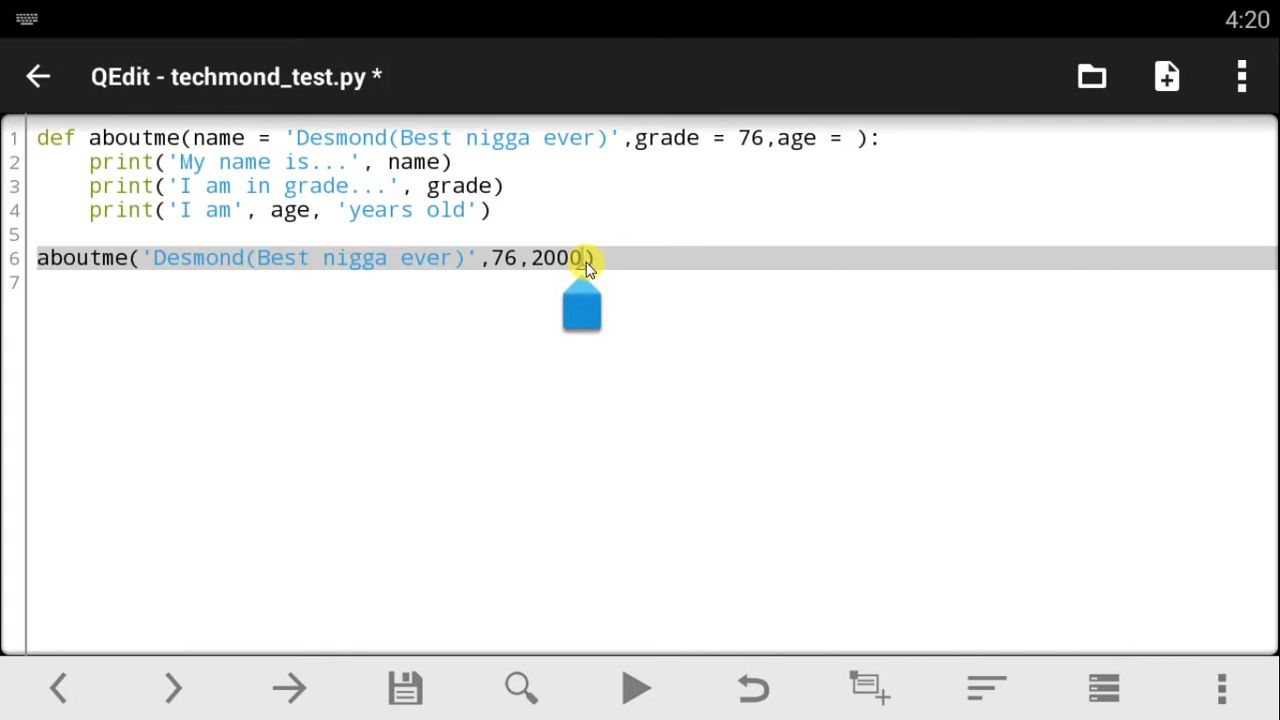 4:20
QEdit - techmond_test.py *
1 def aboutme(name = 'Desmond(Best nigga ever)',grade = 76,age = ):
2     print('My name is...', name)
3     print('I am in grade...', grade)
4     print('I am', age, 'years old')
5
6 aboutme('Desmond(Best nigga ever)',76,2000)
7